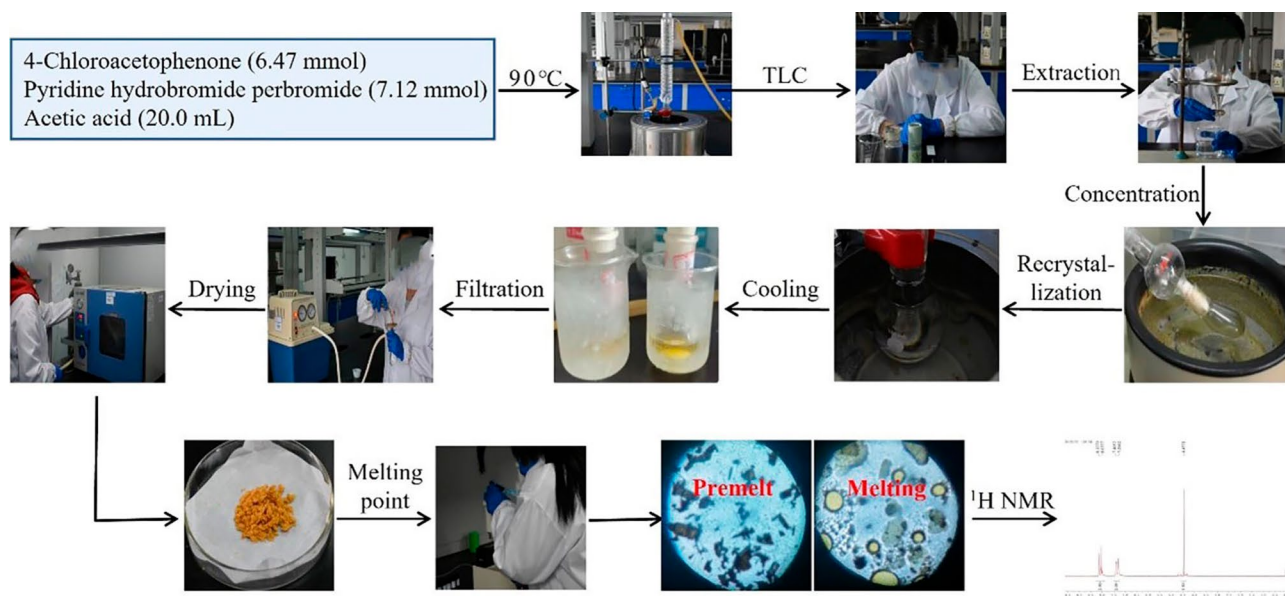 4-Chloroacetophenone (6.47 mmol)
Pyridine hydrobromide perbromide (7.12 mmol)
Acetic acid (20.0 mL)
90℃
TLC
Extraction
Concentration
Recrystal-
lization
Cooling
Filtration
Drying
Melting
point
Premelt
Melting
¹H NMR